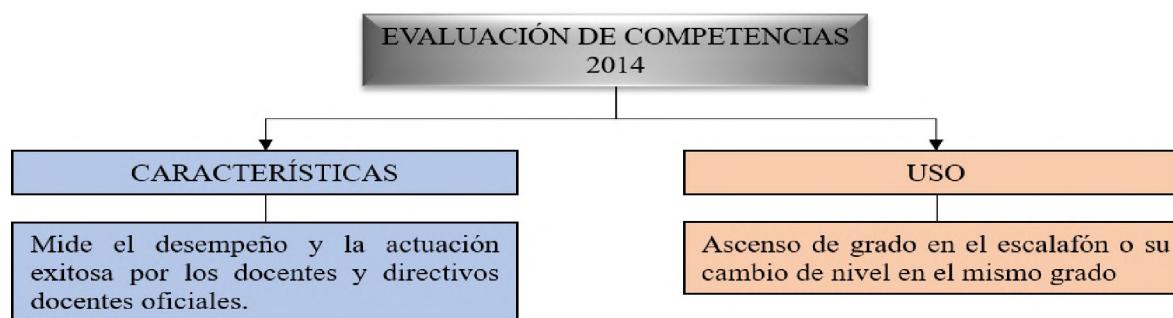 EVALUACIÓN DE COMPETENCIAS
2014
CARACTERÍSTICAS
USO
Mide el desempeño y la actuación
exitosa por los docentes y directivos
docentes oficiales.
Ascenso de grado en el escalafón o su
cambio de nivel en el mismo grado